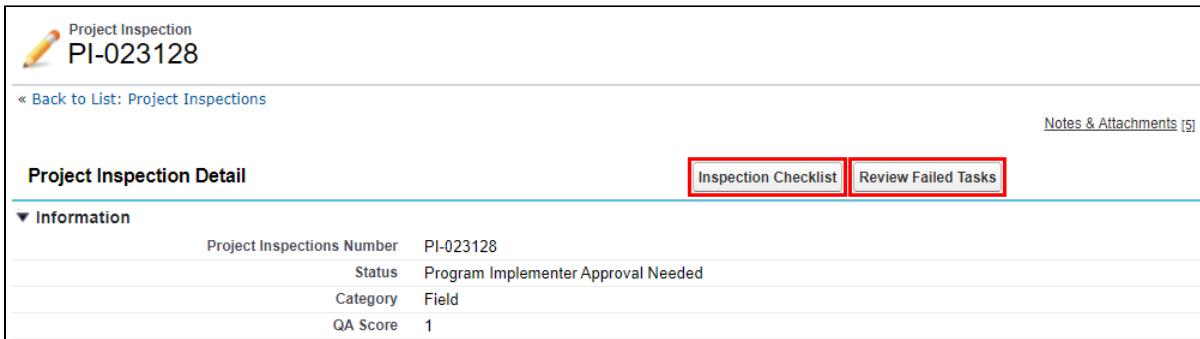 Project Inspection
PI-023128
« Back to List: Project Inspections
Notes & Attachments [5]
Project Inspection Detail
Inspection Checklist
Review Failed Tasks
Information
Project Inspections Number PI-023128
Status Program Implementer Approval Needed
Category Field
QA Score 1